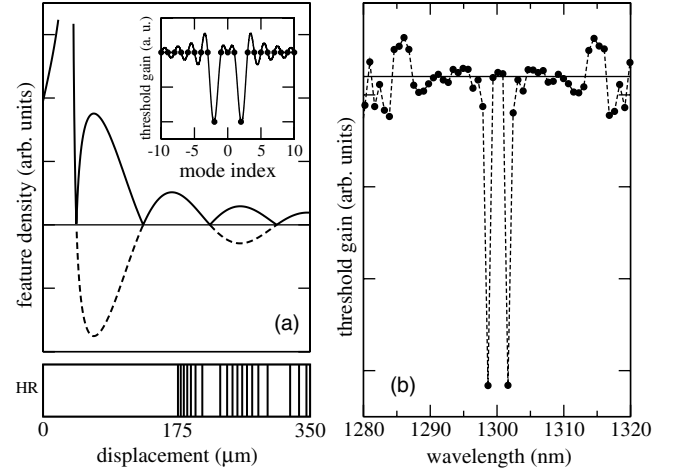 feature density (arb. units)
threshold gain (a. u.)
-10 -5 0 5 10
mode index
(a)
HR
0 175 350
displacement (μm)
threshold gain (arb. units)
(b)
1280 1290 1300 1310 1320
wavelength (nm)